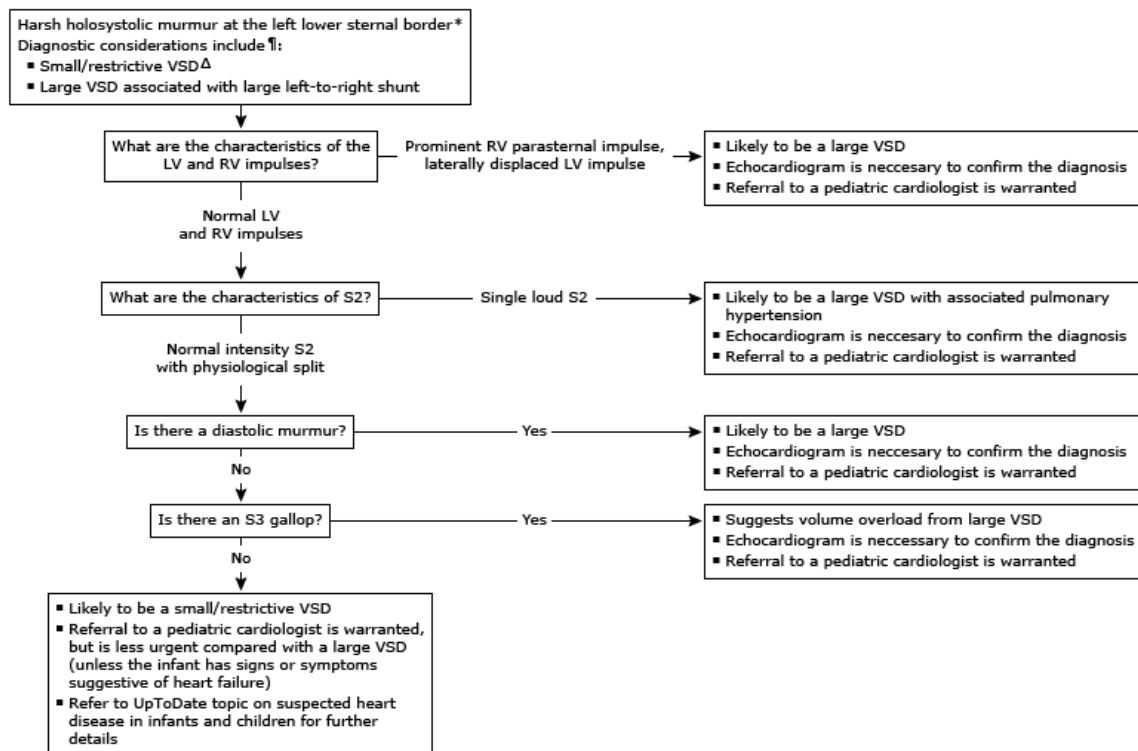 Harsh holosystolic murmur at the left lower sternal border*
Diagnostic considerations include¶:
▪ Small/restrictive VSDΔ
▪ Large VSD associated with large left-to-right shunt
What are the characteristics of the
LV and RV impulses?
Prominent RV parasternal impulse,
laterally displaced LV impulse
▪ Likely to be a large VSD
▪ Echocardiogram is neccesary to confirm the diagnosis
▪ Referral to a pediatric cardiologist is warranted
Normal LV
and RV impulses
What are the characteristics of S2?
Single loud S2
▪ Likely to be a large VSD with associated pulmonary
hypertension
▪ Echocardiogram is neccesary to confirm the diagnosis
▪ Referral to a pediatric cardiologist is warranted
Normal intensity S2
with physiological split
Is there a diastolic murmur?
Yes
▪ Likely to be a large VSD
▪ Echocardiogram is neccesary to confirm the diagnosis
▪ Referral to a pediatric cardiologist is warranted
No
Is there an S3 gallop?
Yes
▪ Suggests volume overload from large VSD
▪ Echocardiogram is neccessary to confirm the diagnosis
▪ Referral to a pediatric cardiologist is warranted
No
▪ Likely to be a small/restrictive VSD
▪ Referral to a pediatric cardiologist is warranted,
but is less urgent compared with a large VSD
(unless the infant has signs or symptoms
suggestive of heart failure)
▪ Refer to UpToDate topic on suspected heart
disease in infants and children for further
details